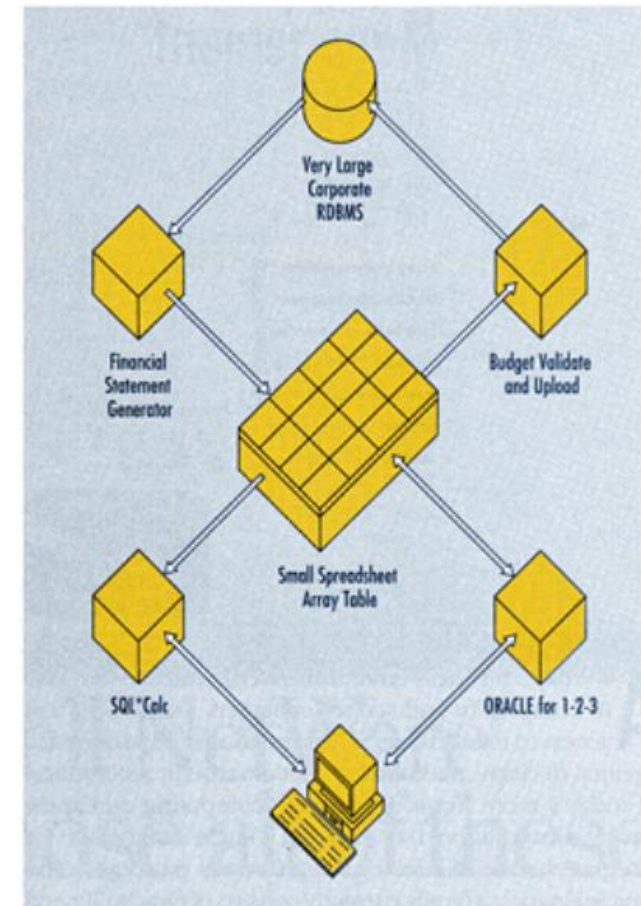 Very Large
Corporate
RDBMS
Financial
Statement
Generator
Budget Validate
and Upload
Small Spreadsheet
Array Table
SQL*Calc
ORACLE for 1-2-3